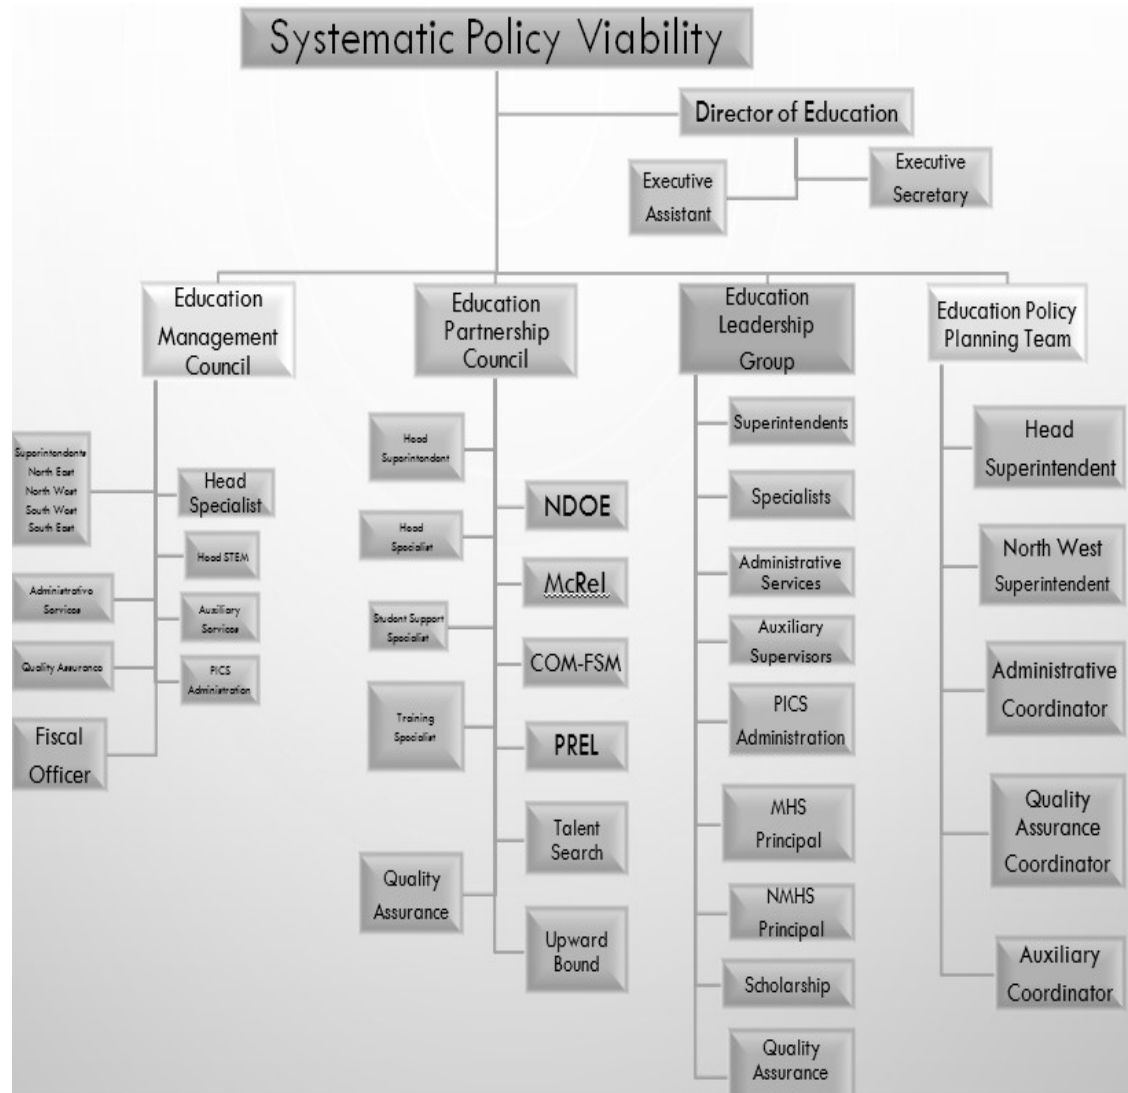 Systematic Policy Viability
Director of Education
Executive
Assistant
Executive
Secretary
Education
Management
Council
Superintendents
North East
North West
South West
South East
Head
Specialist
Head STEM
Administrative
Services
Auxiliary
Services
Quality Assurance
PICS
Administration
Fiscal
Officer
Education
Partnership
Council
Head
Superintendent
NDOE
Head
Specialist
McRel
Student Support
Specialist
COM-FSM
Training
Specialist
PREL
Talent
Search
Quality
Assurance
Upward
Bound
Education
Leadership
Group
Superintendents
Specialists
Administrative
Services
Auxiliary
Supervisors
PICS
Administration
MHS
Principal
NMHS
Principal
Scholarship
Quality
Assurance
Education Policy
Planning Team
Head
Superintendent
North West
Superintendent
Administrative
Coordinator
Quality
Assurance
Coordinator
Auxiliary
Coordinator